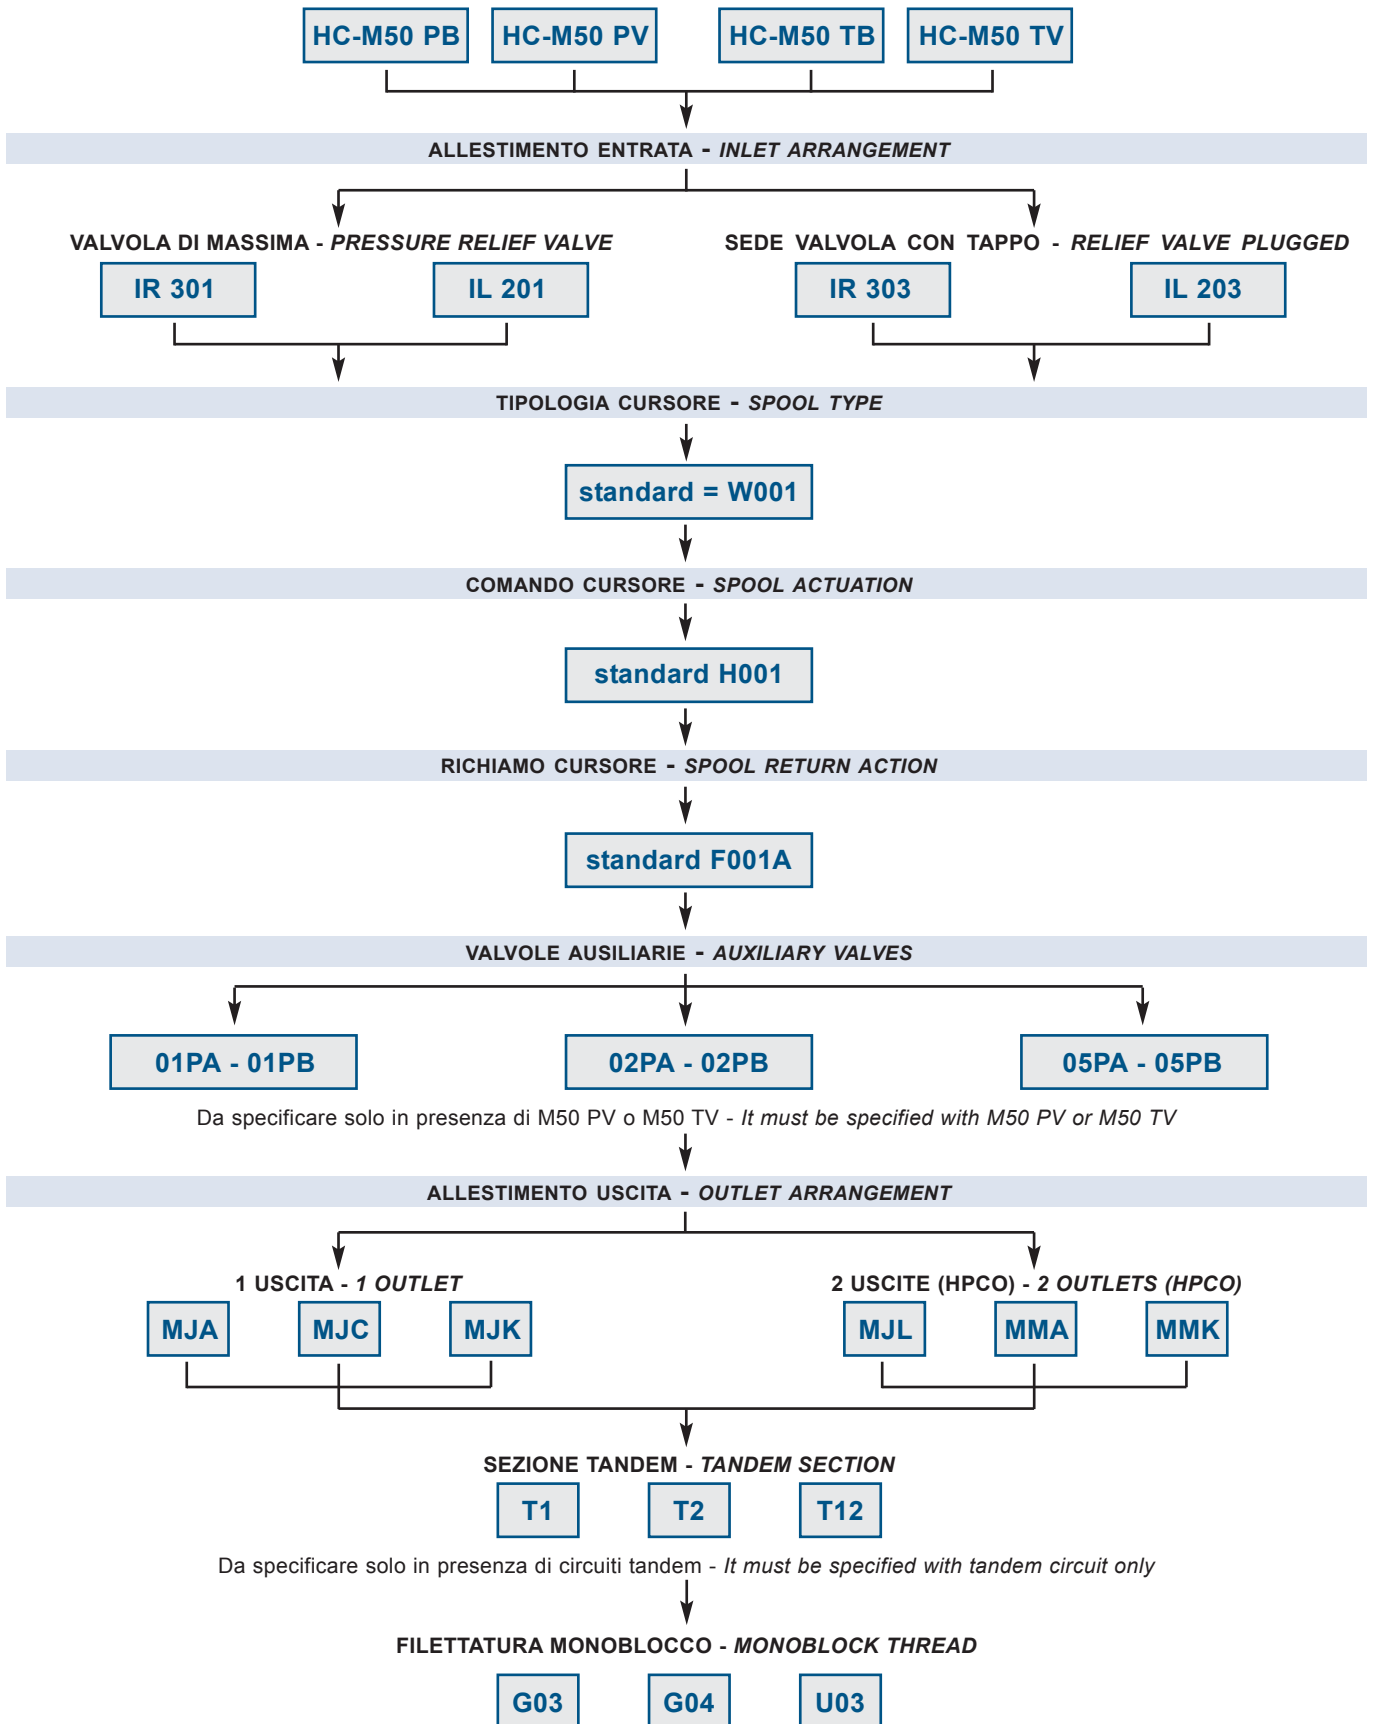 HC-M50 PB HC-M50 PV HC-M50 TB HC-M50 TV
ALLESTIMENTO ENTRATA - INLET ARRANGEMENT
VALVOLA DI MASSIMA - PRESSURE RELIEF VALVE
SEDE VALVOLA CON TAPPO - RELIEF VALVE PLUGGED
IR 301 IL 201 IR 303 IL 203
TIPOLOGIA CURSORE - SPOOL TYPE
standard = W001
COMANDO CURSORE - SPOOL ACTUATION
standard H001
RICHIAMO CURSORE - SPOOL RETURN ACTION
standard F001A
VALVOLE AUSILIARIE - AUXILIARY VALVES
01PA - 01PB 02PA - 02PB 05PA - 05PB
Da specificare solo in presenza di M50 PV o M50 TV - It must be specified with M50 PV or M50 TV
ALLESTIMENTO USCITA - OUTLET ARRANGEMENT
1 USCITA - 1 OUTLET
2 USCITE (HPCO) - 2 OUTLETS (HPCO)
MJA MJC MJK MJL MMA MMK
SEZIONE TANDEM - TANDEM SECTION
T1 T2 T12
Da specificare solo in presenza di circuiti tandem - It must be specified with tandem circuit only
FILETTATURA MONOBLOCCO - MONOBLOCK THREAD
G03 G04 U03